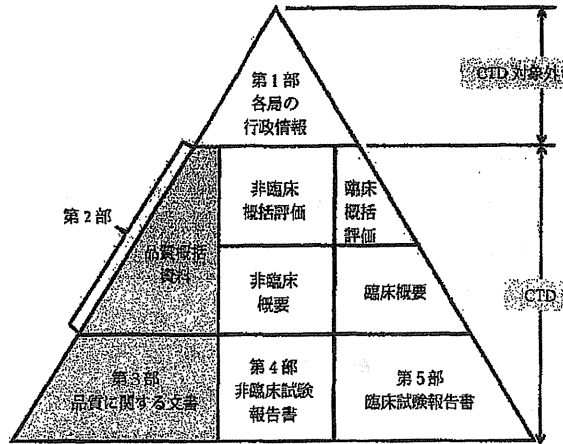 第1部
各局の
行政情報
CTD対象外
第2部
品質概括
資料
非臨床
概括評価
臨床
概括
評価
非臨床
概要
臨床概要
CTD
第3部
品質に関する文書
第4部
非臨床試験
報告書
第5部
臨床試験報告書